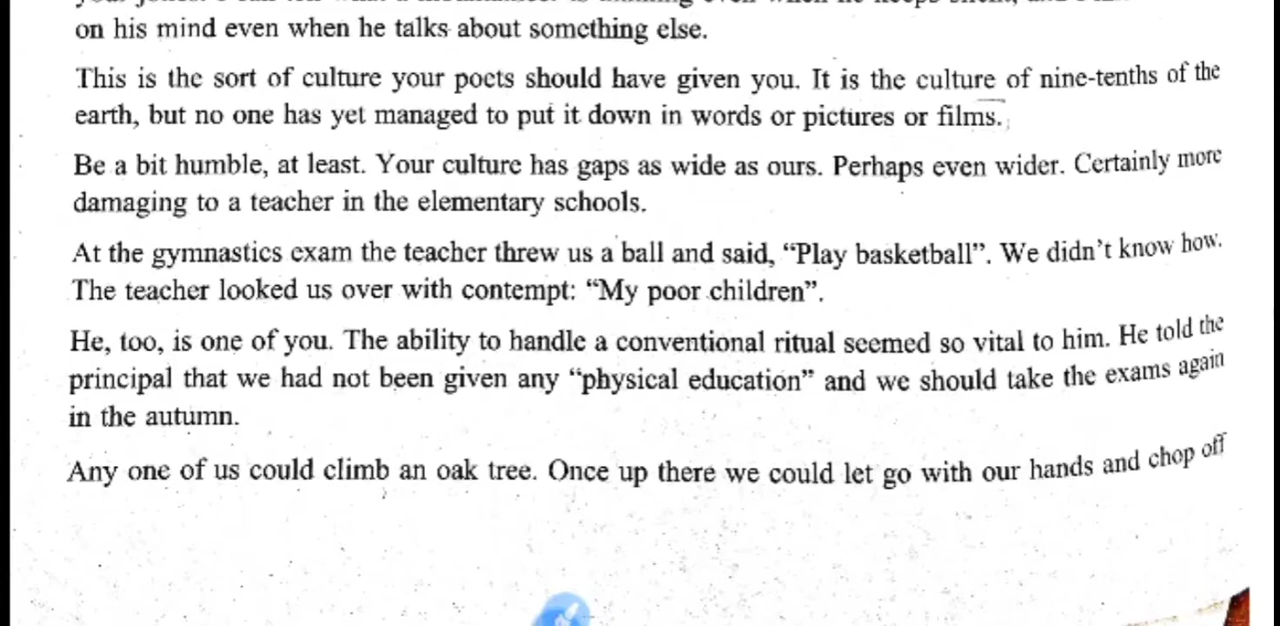 on his mind even when he talks about something else.
This is the sort of culture your poets should have given you. It is the culture of nine-tenths of the
earth, but no one has yet managed to put it down in words or pictures or films.
Be a bit humble, at least. Your culture has gaps as wide as ours. Perhaps even wider. Certainly more
damaging to a teacher in the elementary schools.
At the gymnastics exam the teacher threw us a ball and said, “Play basketball”. We didn’t know how.
The teacher looked us over with contempt: “My poor children”.
He, too, is one of you. The ability to handle a conventional ritual seemed so vital to him. He told the
principal that we had not been given any “physical education” and we should take the exams again
in the autumn.
Any one of us could climb an oak tree. Once up there we could let go with our hands and chop off